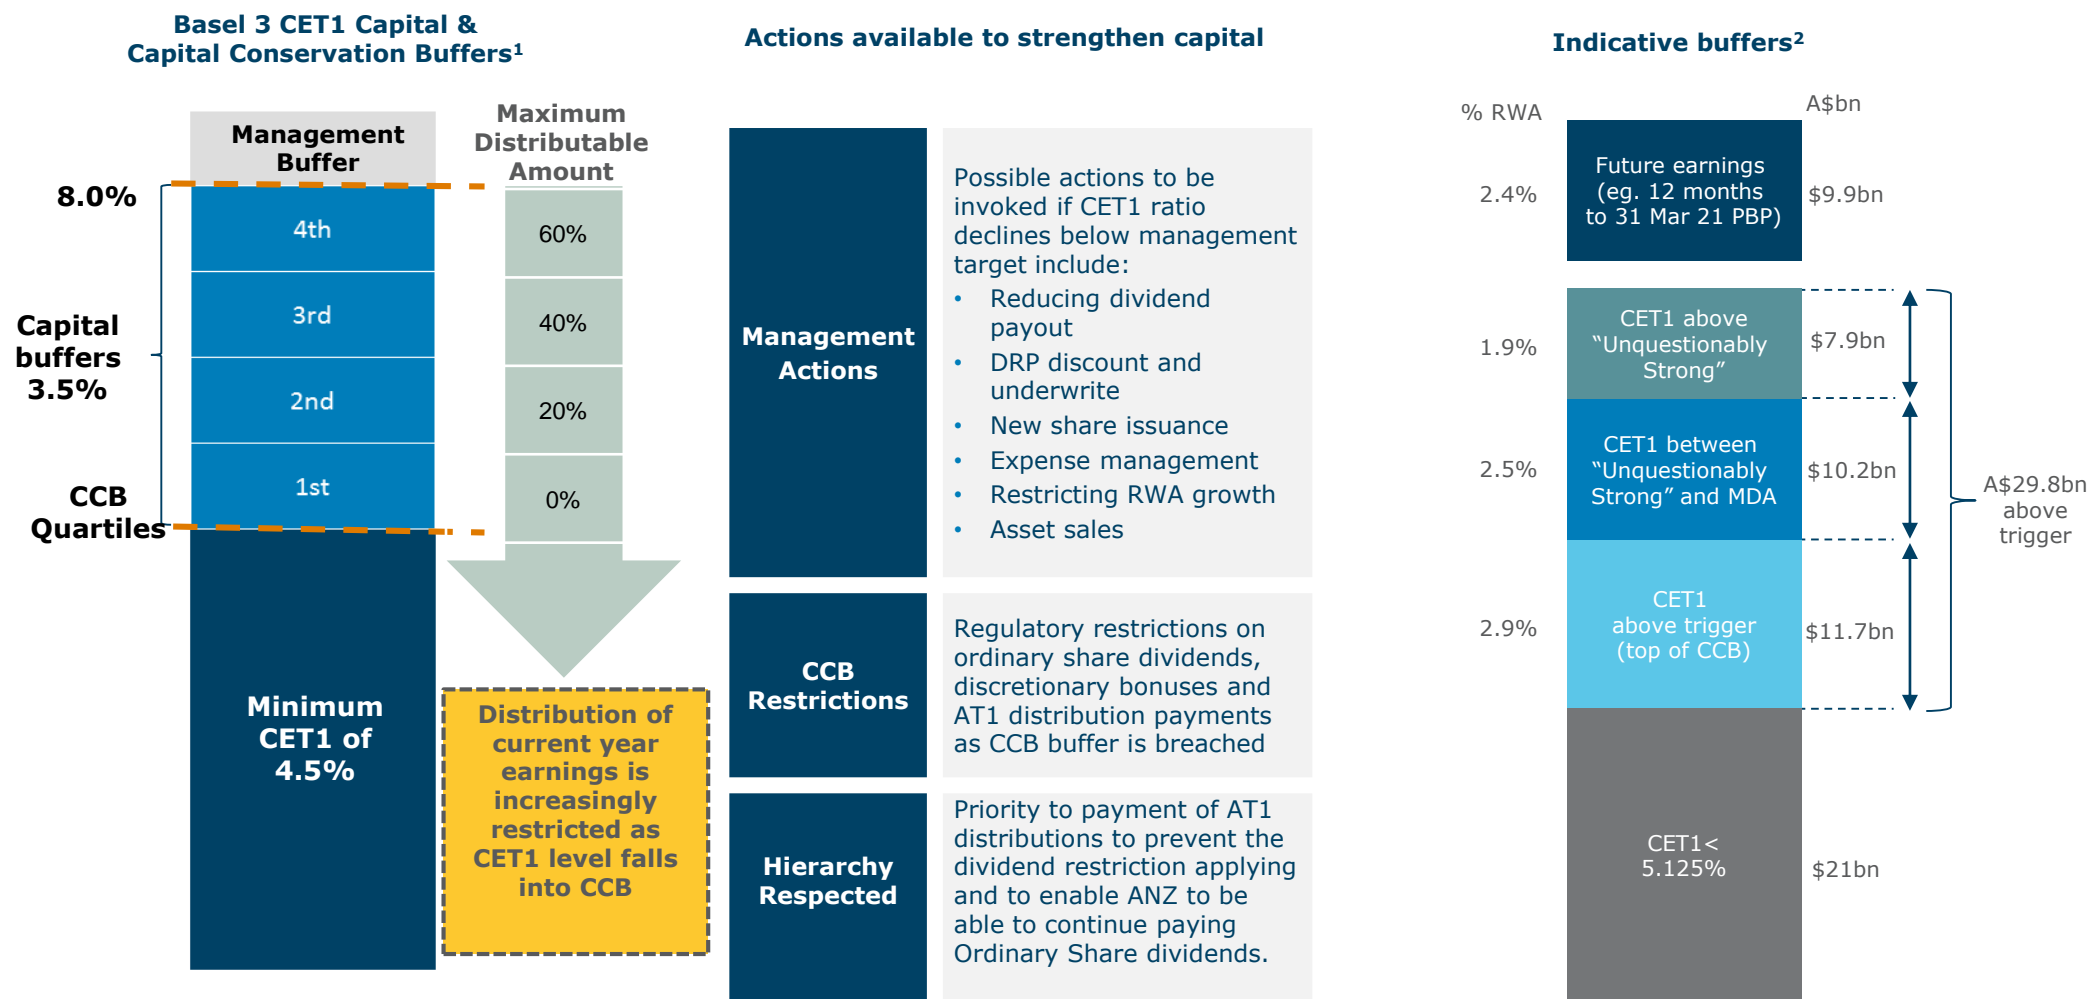 Basel 3 CET1 Capital &
Capital Conservation Buffers¹
Management
Buffer
8.0%
4th
3rd
2nd
1st
Capital
buffers
3.5%
CCB
Quartiles
Minimum
CET1 of
4.5%
Maximum
Distributable
Amount
60%
40%
20%
0%
Distribution of
current year
earnings is
increasingly
restricted as
CET1 level falls
into CCB
Actions available to strengthen capital
Management
Actions
Possible actions to be
invoked if CET1 ratio
declines below management
target include:
• Reducing dividend
payout
• DRP discount and
underwrite
• New share issuance
• Expense management
• Restricting RWA growth
• Asset sales
CCB
Restrictions
Regulatory restrictions on
ordinary share dividends,
discretionary bonuses and
AT1 distribution payments
as CCB buffer is breached
Hierarchy
Respected
Priority to payment of AT1
distributions to prevent the
dividend restriction applying
and to enable ANZ to be
able to continue paying
Ordinary Share dividends.
Indicative buffers²
% RWA
A$bn
2.4%
Future earnings
(eg. 12 months
to 31 Mar 21 PBP)
$9.9bn
1.9%
CET1 above
“Unquestionably
Strong”
$7.9bn
2.5%
CET1 between
“Unquestionably
Strong” and MDA
$10.2bn
2.9%
CET1
above trigger
(top of CCB)
$11.7bn
A$29.8bn
above
trigger
CET1<
5.125%
$21bn